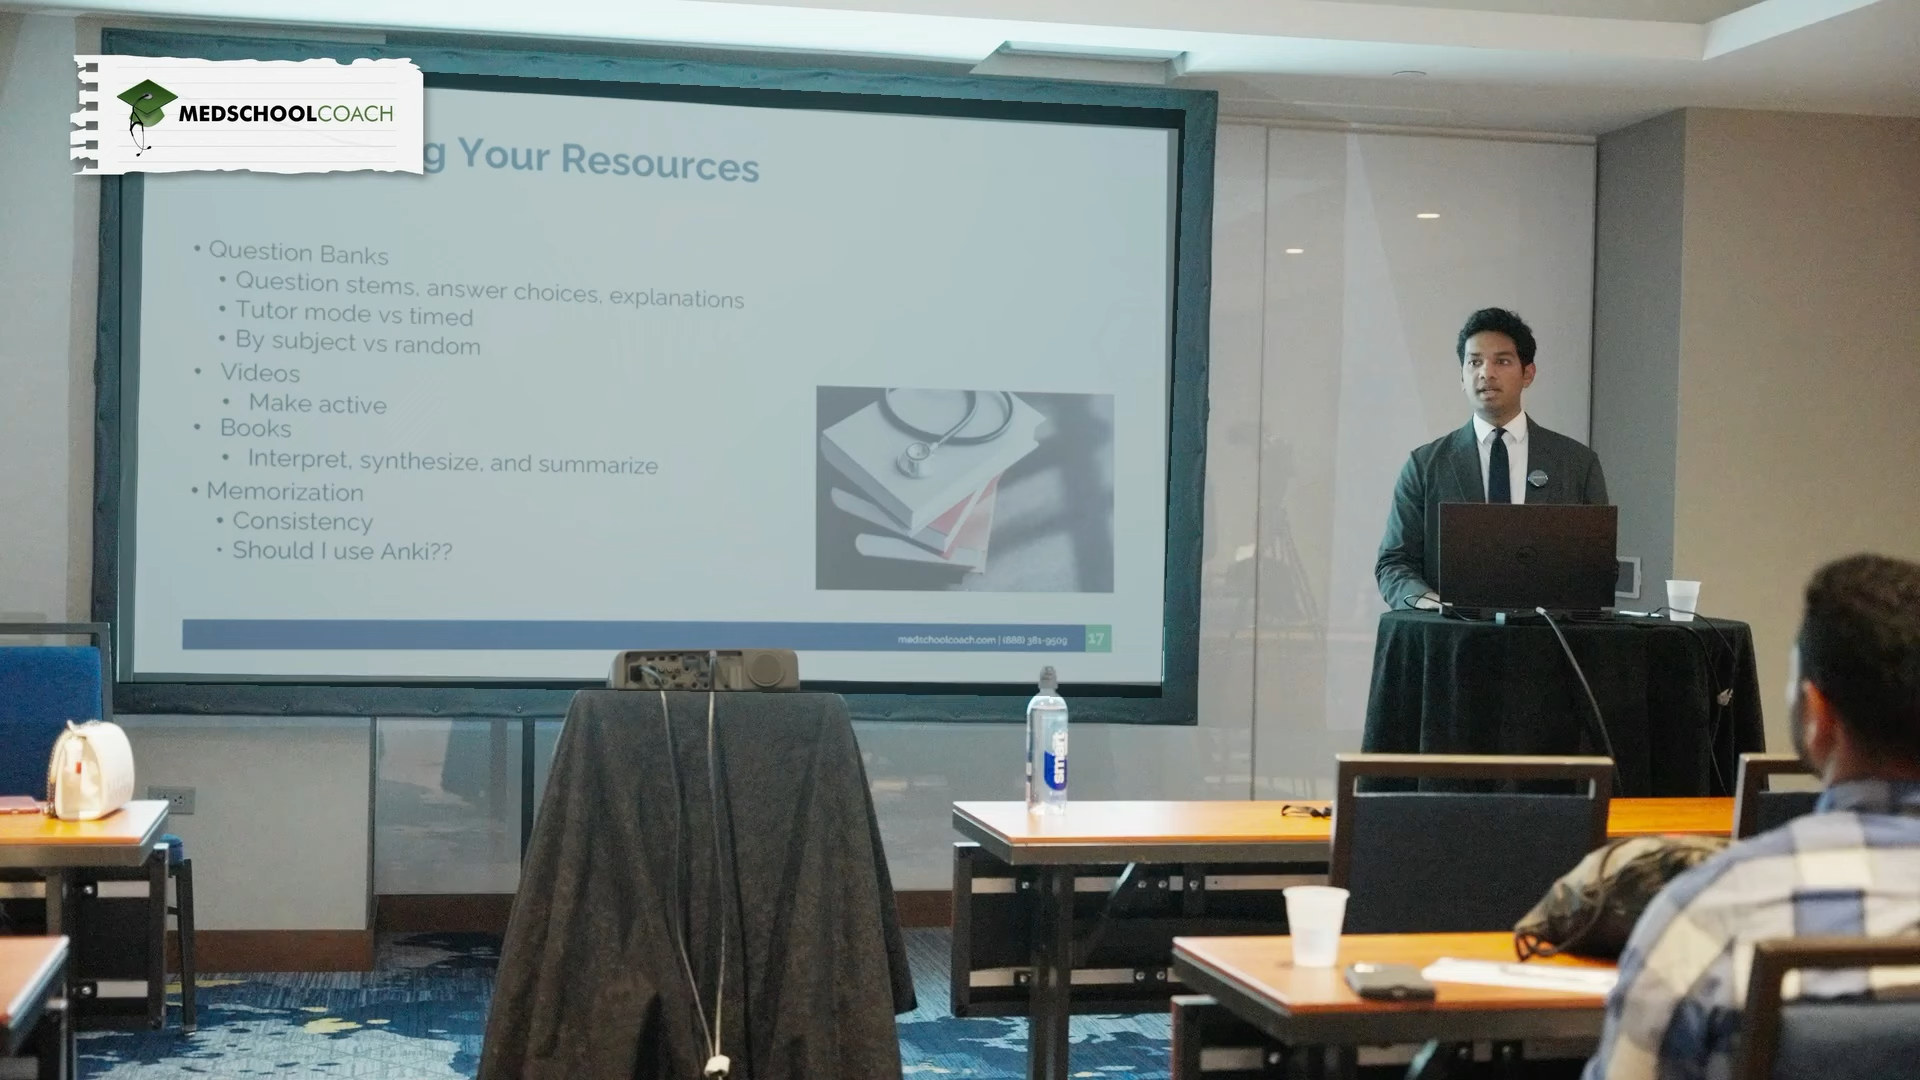 MEDSCHOOLCOACH
Your Resources
• Question Banks
• Question stems, answer choices, explanations
• Tutor mode vs timed
• By subject vs random
• Videos
• Make active
• Books
• Interpret, synthesize, and summarize
• Memorization
• Consistency
• Should I use Anki??
medschoolcoach.com | (888) 381-9509 17
smart